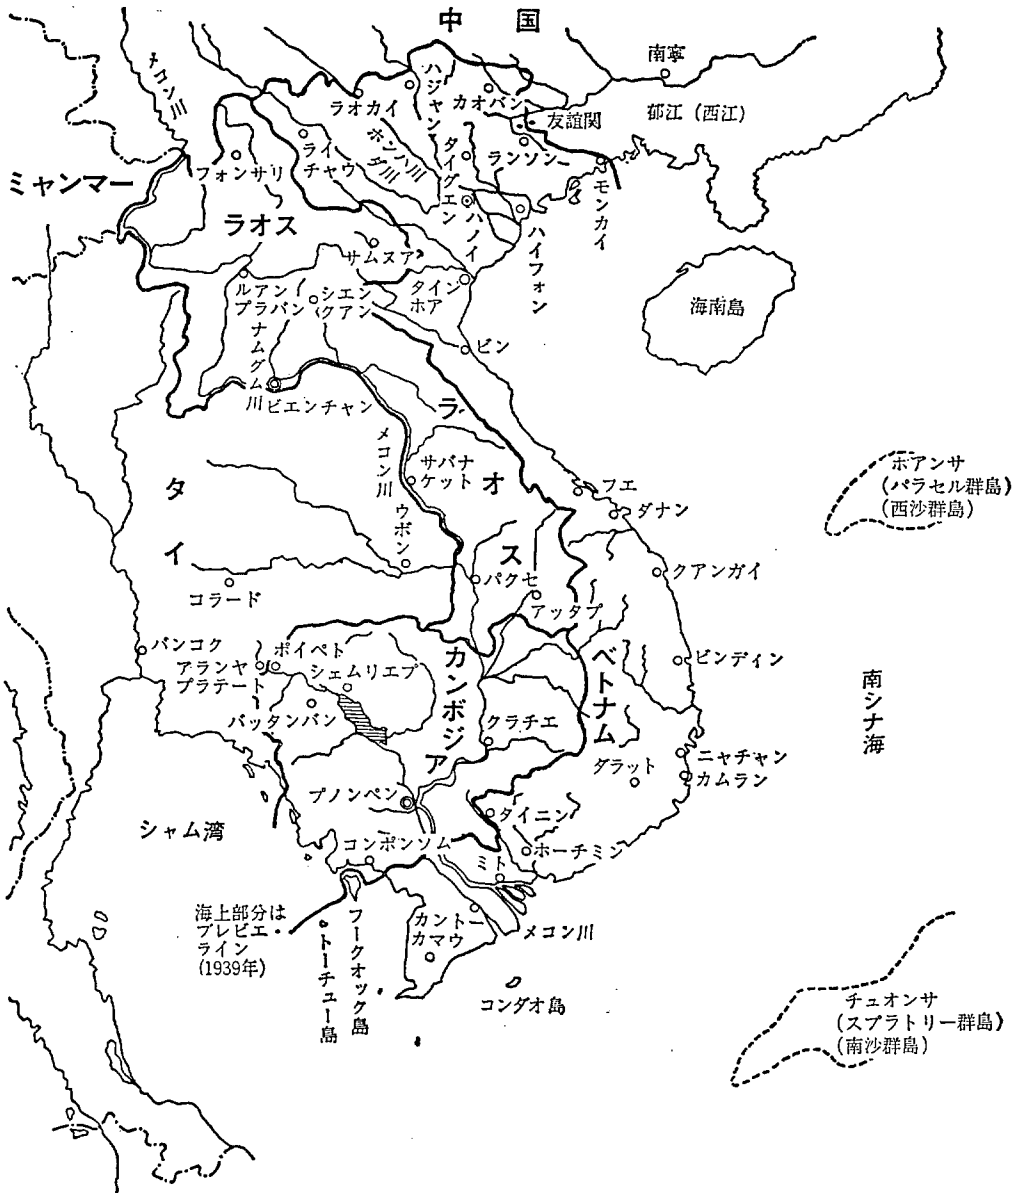 中国
南寧
メコン川
ハジャン
ラオカイ
カオバン
郁江（西江）
友誼関
ホンハ川
タイグエン
ランソン
ライ
チャウ
フォンサリ
ミャンマー
モンカイ
ハノイ
ハイフォン
ラオス
サムヌア
ルアン
プラバン
シエン
クアン
タイン
ホア
海南島
ナムグム川
ビン
ビエンチャン
ラオス
メコン川
サバナ
ケット
ホアンサ
(パラセル群島)
(西沙群島)
タイ
フエ
ダナン
ウボン
パクセ
クアンガイ
コラード
アッタプ
バンコク
ポイペト
アランヤ
プラテート
シェムリエプ
カンボジア
ベトナム
ビンディン
南シナ海
バッタンバン
クラチエ
ダラット
ニャチャン
カムラン
プノンペン
タイニン
シャム湾
コンポンソム
ホーチミン
ミト
海上部分は
ブレビエ・
ライン
(1939年)
フークオック島
トーチュー島
カントー
カマウ
メコン川
コンダオ島
チュオンサ
(スプラトリー群島)
(南沙群島)